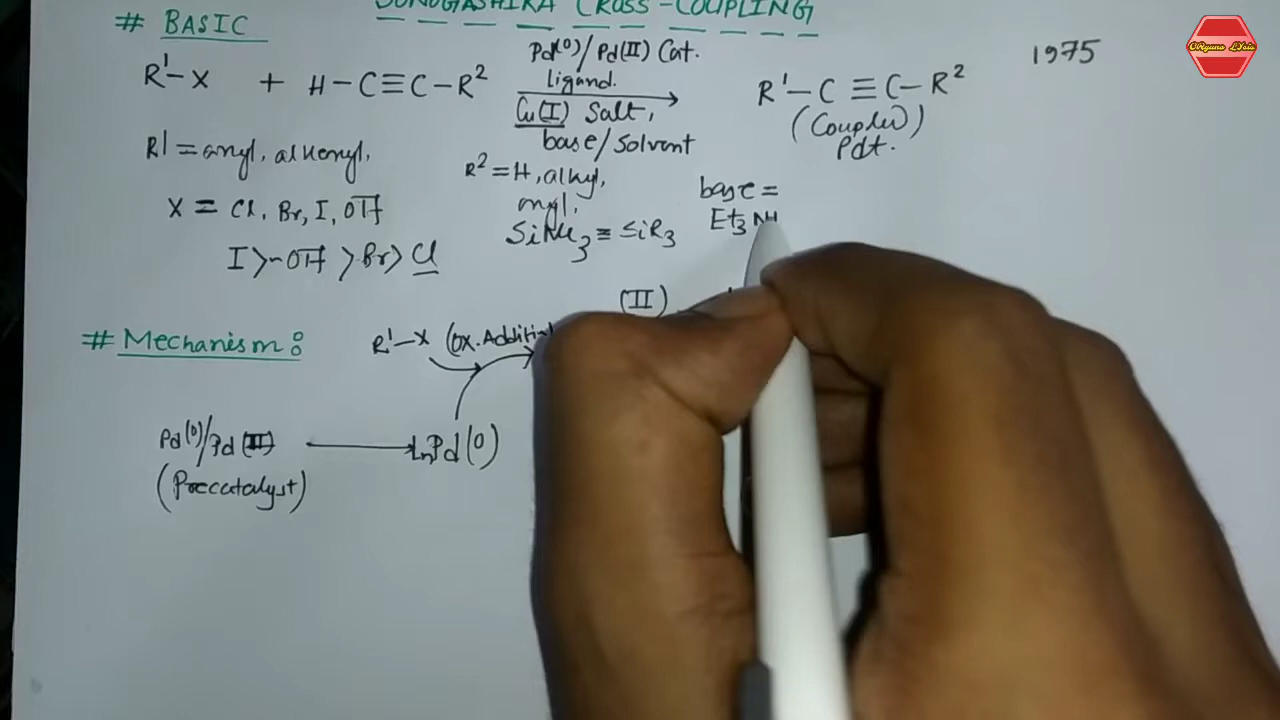 SONOGASHIRA CROSS-COUPLING
# BASIC
R¹-X + H-C≡C-R² → R¹-C≡C-R²
Pd(0)/Pd(II) Cat.
ligand.
Cu(I) Salt,
base/Solvent
(Coupled)
Pdt.
1975
R¹ = aryl, alkenyl,
X = Cl, Br, I, OTf
I > -OTf > Br > Cl
R² = H, alkyl,
aryl,
SiMe₃ ≡ SiR₃
base =
Et₃N
# Mechanism:
R¹-X (OX. Additi
(II)
Pd(0)/Pd(II)
(Precatalyst)
LnPd(0)